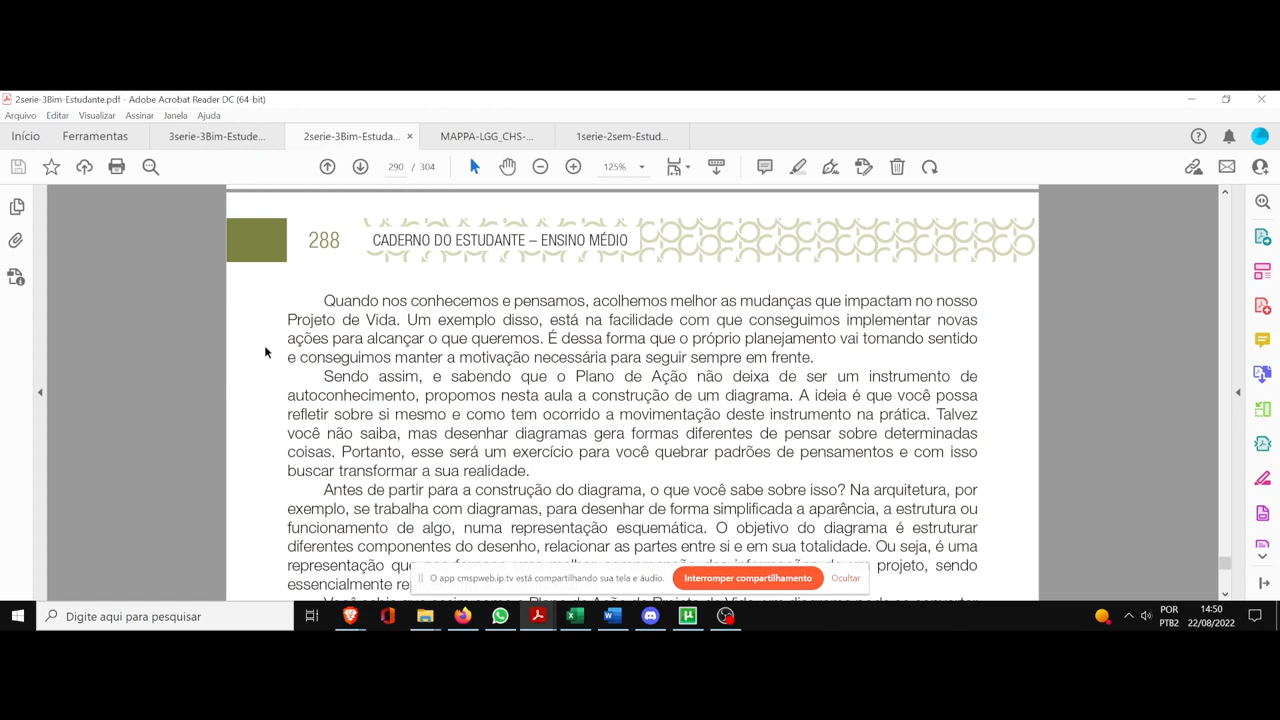 2serie-3Bim-Estudante.pdf - Adobe Acrobat Reader DC (64-bit)
Arquivo Editar Visualizar Assinar Janela Ajuda
Início Ferramentas 3serie-3Bim-Estude... 2serie-3Bim-Estuda... × MAPPA-LGG_CHS-... 1serie-2sem-Estud...
290 / 304 125%
288 CADERNO DO ESTUDANTE – ENSINO MÉDIO
Quando nos conhecemos e pensamos, acolhemos melhor as mudanças que impactam no nosso
Projeto de Vida. Um exemplo disso, está na facilidade com que conseguimos implementar novas
ações para alcançar o que queremos. É dessa forma que o próprio planejamento vai tomando sentido
e conseguimos manter a motivação necessária para seguir sempre em frente.
Sendo assim, e sabendo que o Plano de Ação não deixa de ser um instrumento de
autoconhecimento, propomos nesta aula a construção de um diagrama. A ideia é que você possa
refletir sobre si mesmo e como tem ocorrido a movimentação deste instrumento na prática. Talvez
você não saiba, mas desenhar diagramas gera formas diferentes de pensar sobre determinadas
coisas. Portanto, esse será um exercício para você quebrar padrões de pensamentos e com isso
buscar transformar a sua realidade.
Antes de partir para a construção do diagrama, o que você sabe sobre isso? Na arquitetura, por
exemplo, se trabalha com diagramas, para desenhar de forma simplificada a aparência, a estrutura ou
funcionamento de algo, numa representação esquemática. O objetivo do diagrama é estruturar
diferentes componentes do desenho, relacionar as partes entre si e em sua totalidade. Ou seja, é uma
representação projeto, sendo
essencialmente
O app cmspweb.ip.tv está compartilhando sua tela e áudio. Interromper compartilhamento Ocultar
Digite aqui para pesquisar
POR 14:50
PTB2 22/08/2022